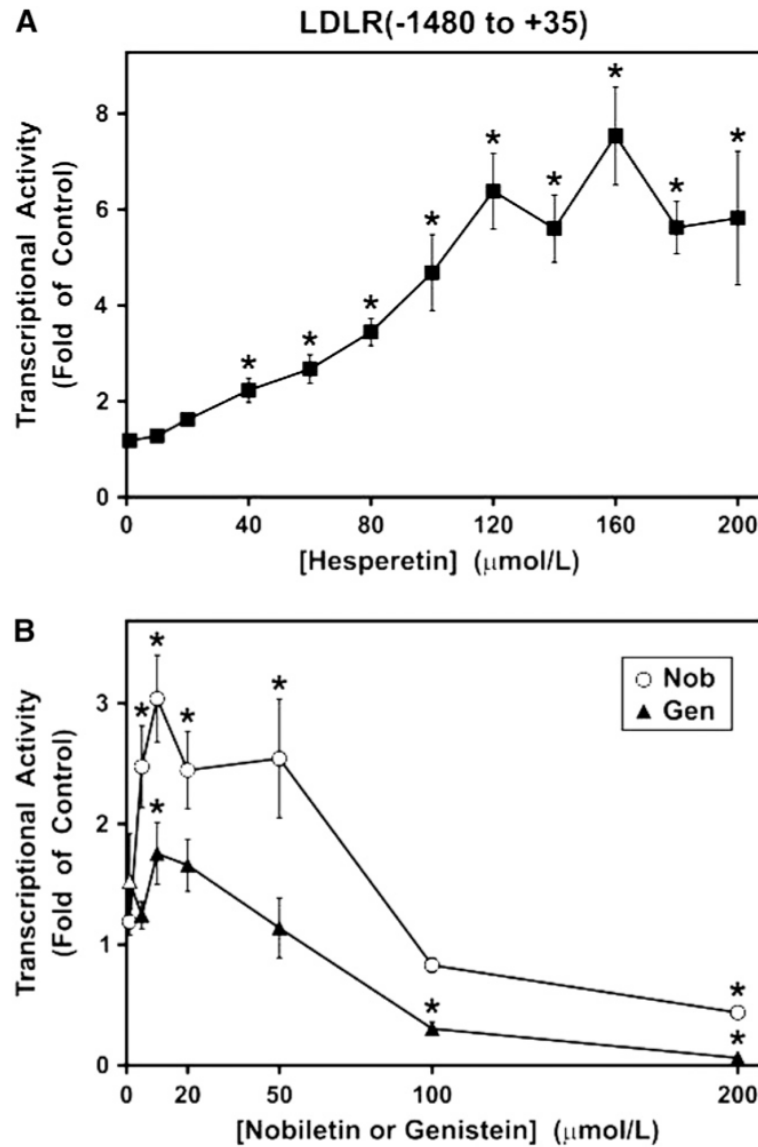 A
LDLR(-1480 to +35)
Transcriptional Activity
(Fold of Control)
8
6
4
2
0
* * * * * * * *
0 40 80 120 160 200
[Hesperetin] (μmol/L)
B
Transcriptional Activity
(Fold of Control)
3
2
1
0
* * * * *
* * *
Nob
Gen
0 20 50 100 200
[Nobiletin or Genistein] (μmol/L)